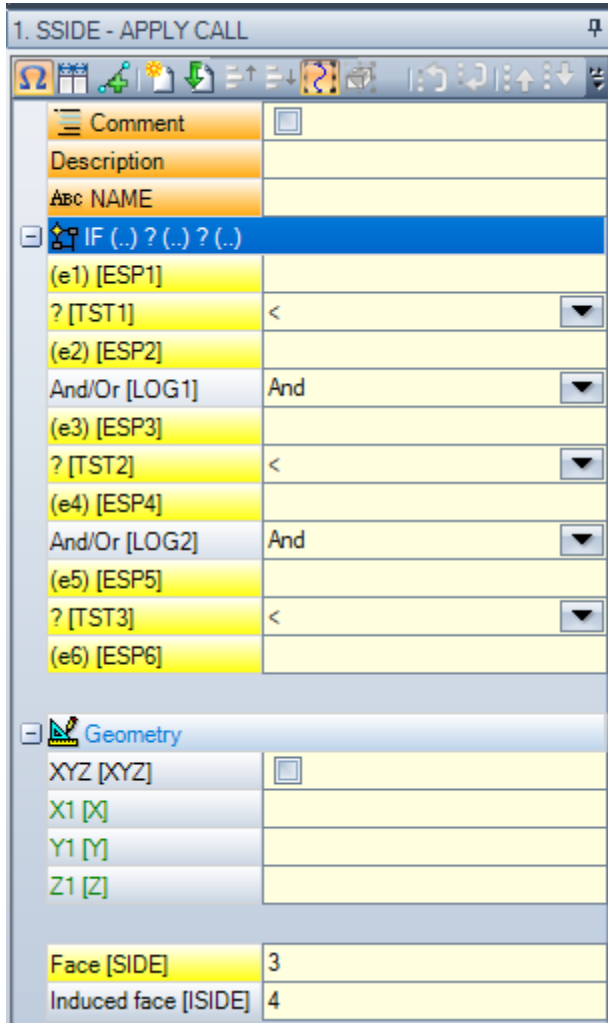 1. SSIDE - APPLY CALL
Comment
Description
ABC NAME
IF (..) ? (..) ? (..)
(e1) [ESP1]
? [TST1] <
(e2) [ESP2]
And/Or [LOG1] And
(e3) [ESP3]
? [TST2] <
(e4) [ESP4]
And/Or [LOG2] And
(e5) [ESP5]
? [TST3] <
(e6) [ESP6]
Geometry
XYZ [XYZ]
X1 [X]
Y1 [Y]
Z1 [Z]
Face [SIDE] 3
Induced face [ISIDE] 4